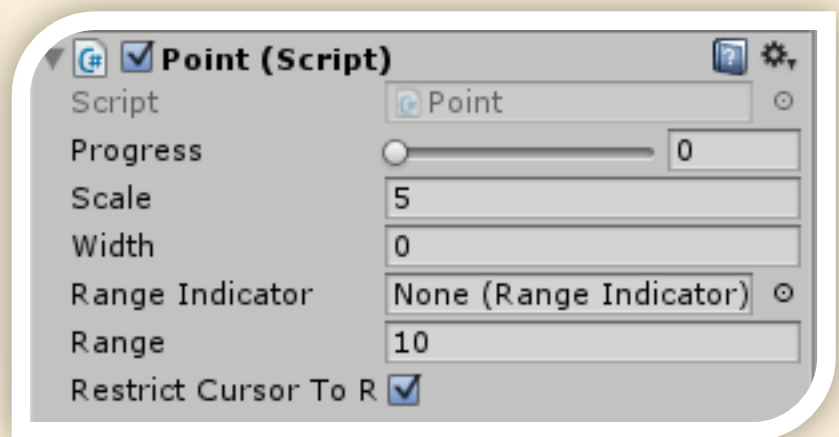 Point (Script)
Script Point
Progress 0
Scale 5
Width 0
Range Indicator None (Range Indicator)
Range 10
Restrict Cursor To R